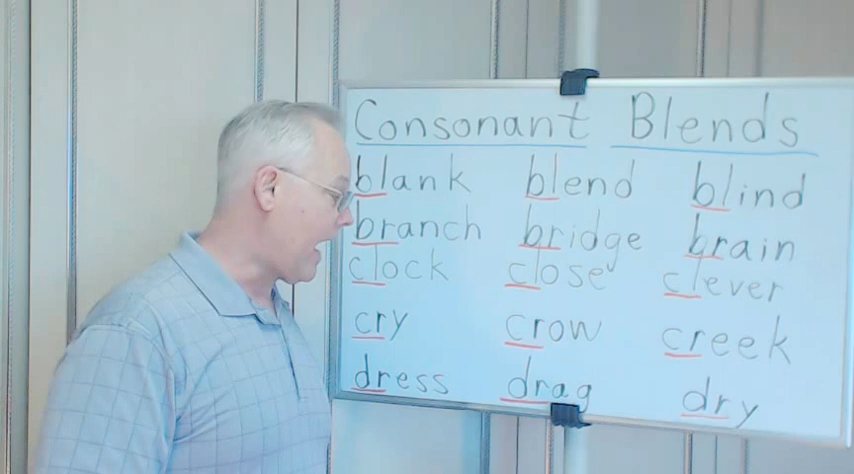 Consonant Blends
blank blend blind
branch bridge brain
clock close clever
cry crow creek
dress drag dry